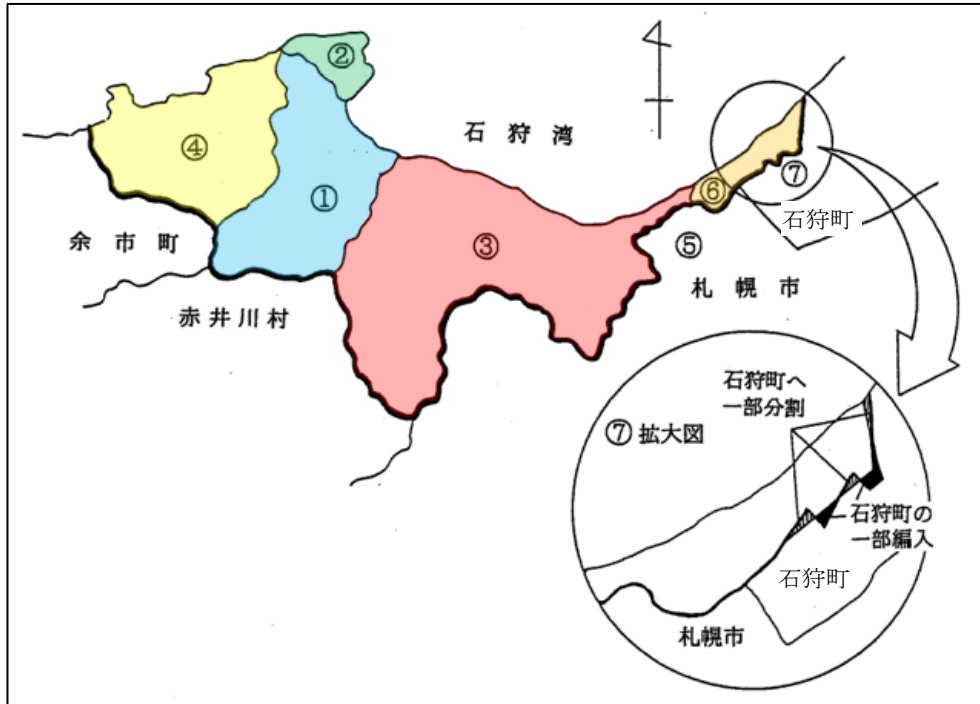 ②
④
①
石狩湾
⑥
⑦
石狩町
③
⑤
余市町
札幌市
赤井川村
石狩町へ
一部分割
⑦ 拡大図
石狩町の
一部編入
石狩町
札幌市